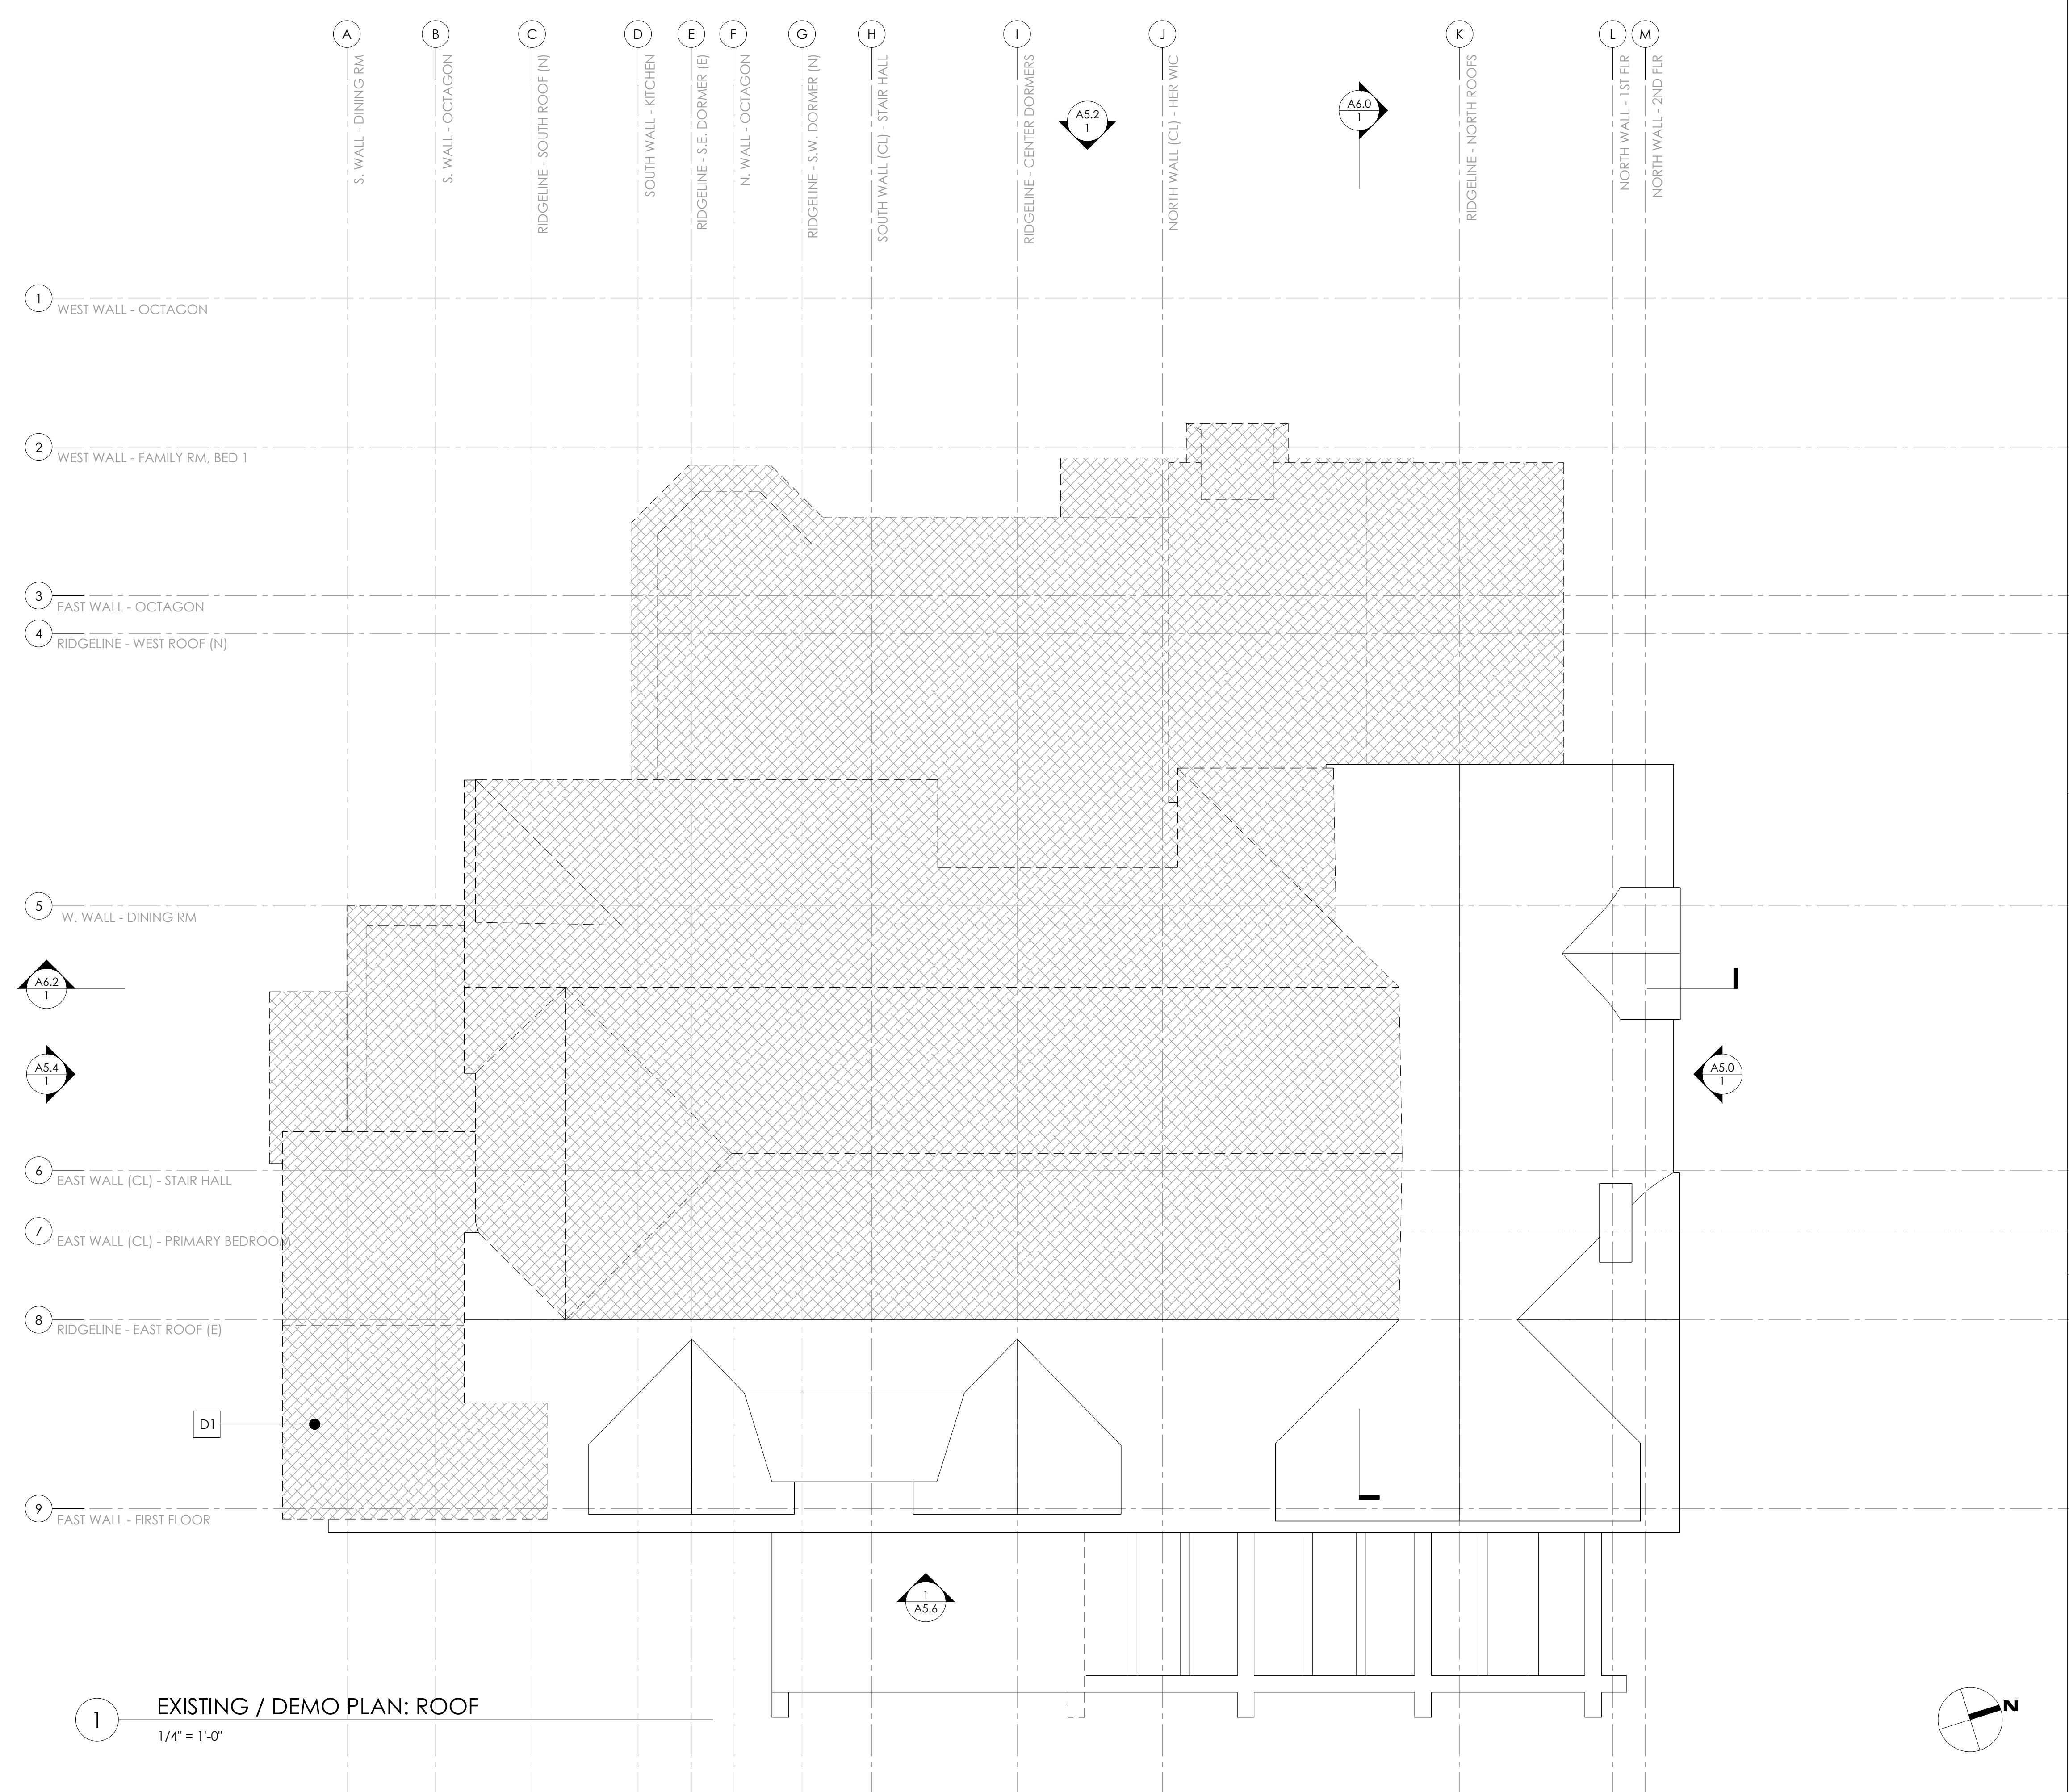 A
B
C
D
E
F
G
H
I
J
K
L
M
S. WALL - DINING RM
S. WALL - OCTAGON
RIDGELINE - SOUTH ROOF (N)
SOUTH WALL - KITCHEN
RIDGELINE - S.E. DORMER (E)
N. WALL - OCTAGON
RIDGELINE - S.W. DORMER (N)
SOUTH WALL (CL) - STAIR HALL
RIDGELINE - CENTER DORMERS
NORTH WALL (CL) - HER WIC
RIDGELINE - NORTH ROOFS
NORTH WALL - 1ST FLR
NORTH WALL - 2ND FLR
A5.2
1
A6.0
1
1
WEST WALL - OCTAGON
2
WEST WALL - FAMILY RM, BED 1
3
EAST WALL - OCTAGON
4
RIDGELINE - WEST ROOF (N)
5
W. WALL - DINING RM
A6.2
1
A5.4
1
A5.0
1
6
EAST WALL (CL) - STAIR HALL
7
EAST WALL (CL) - PRIMARY BEDROOM
8
RIDGELINE - EAST ROOF (E)
D1
9
EAST WALL - FIRST FLOOR
1
A5.6
1
EXISTING / DEMO PLAN: ROOF
1/4" = 1'-0"
N